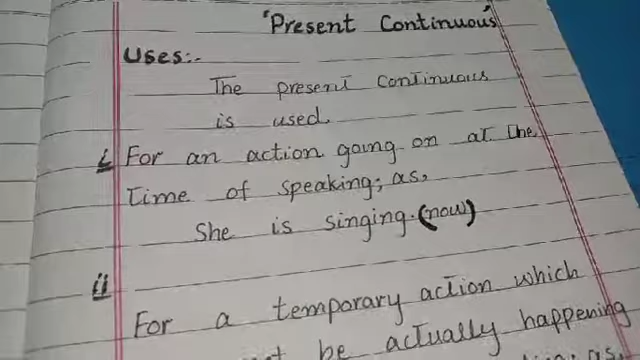 'Present Continuous'
Uses:-
The present continuous
is used.
i For an action going on at the
time of speaking; as,
She is singing. (now)
ii
For a temporary action which
be actually happening